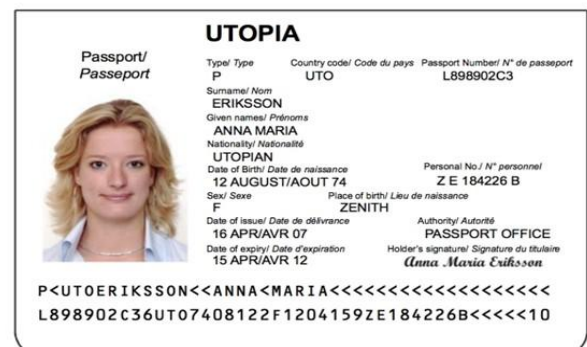 UTOPIA
Passport/
Passeport
Type/ Type Country code/ Code du pays Passport Number/ N° de passeport
P UTO L898902C3
Surname/ Nom
ERIKSSON
Given names/ Prénoms
ANNA MARIA
Nationality/ Nationalité
UTOPIAN
Date of Birth/ Date de naissance Personal No./ N° personnel
12 AUGUST/AOUT 74 Z E 184226 B
Sex/ Sexe Place of birth/ Lieu de naissance
F ZENITH
Date of issue/ Date de délivrance Authority/ Autorité
16 APR/AVR 07 PASSPORT OFFICE
Date of expiry/ Date d'expiration Holder's signature/ Signature du titulaire
15 APR/AVR 12 Anna Maria Eriksson
P<UTOERIKSSON<<ANNA<MARIA<<<<<<<<<<<<<<<<<<<
L898902C36UTO7408122F1204159ZE184226B<<<<<10